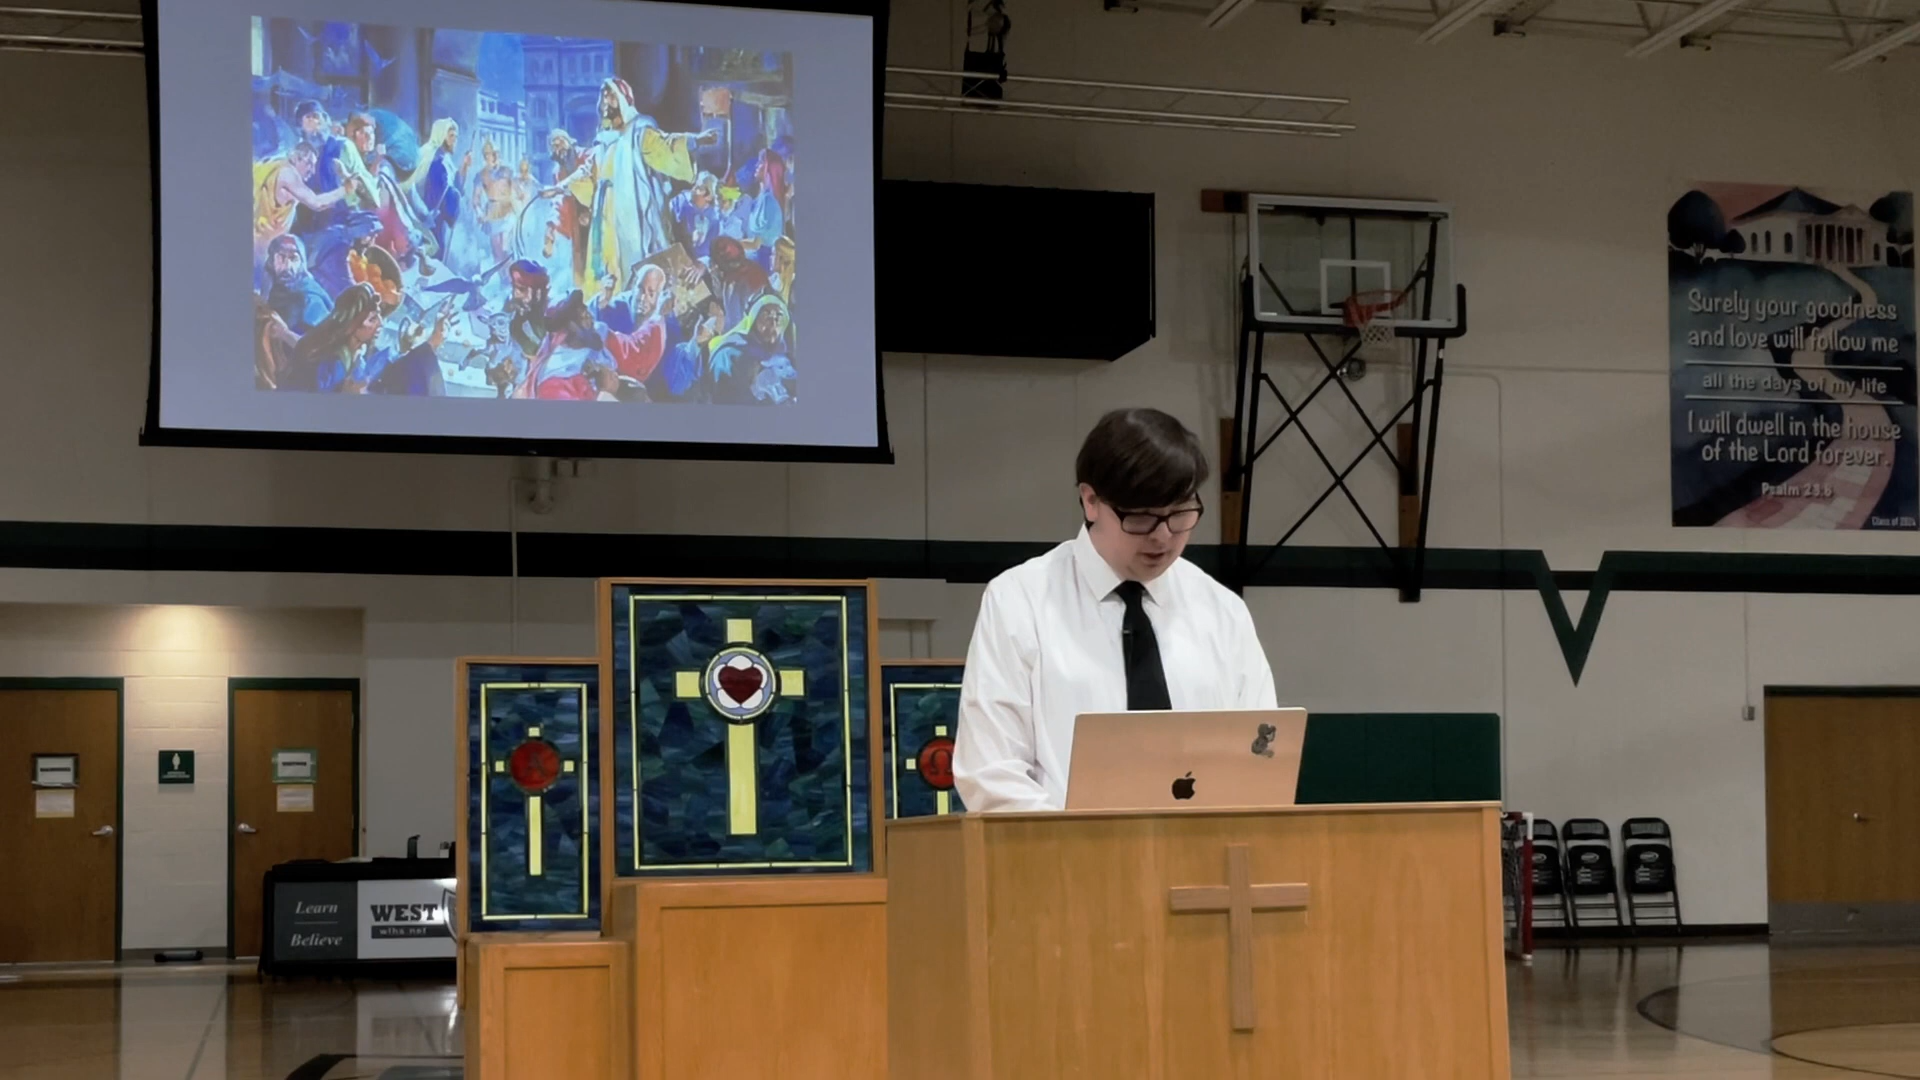 Surely your goodness
and love will follow me
all the days of my life
I will dwell in the house
of the Lord forever.
Psalm 23:6
Class of 2024
A
Ω
Learn
Believe
WEST
wlhs.net